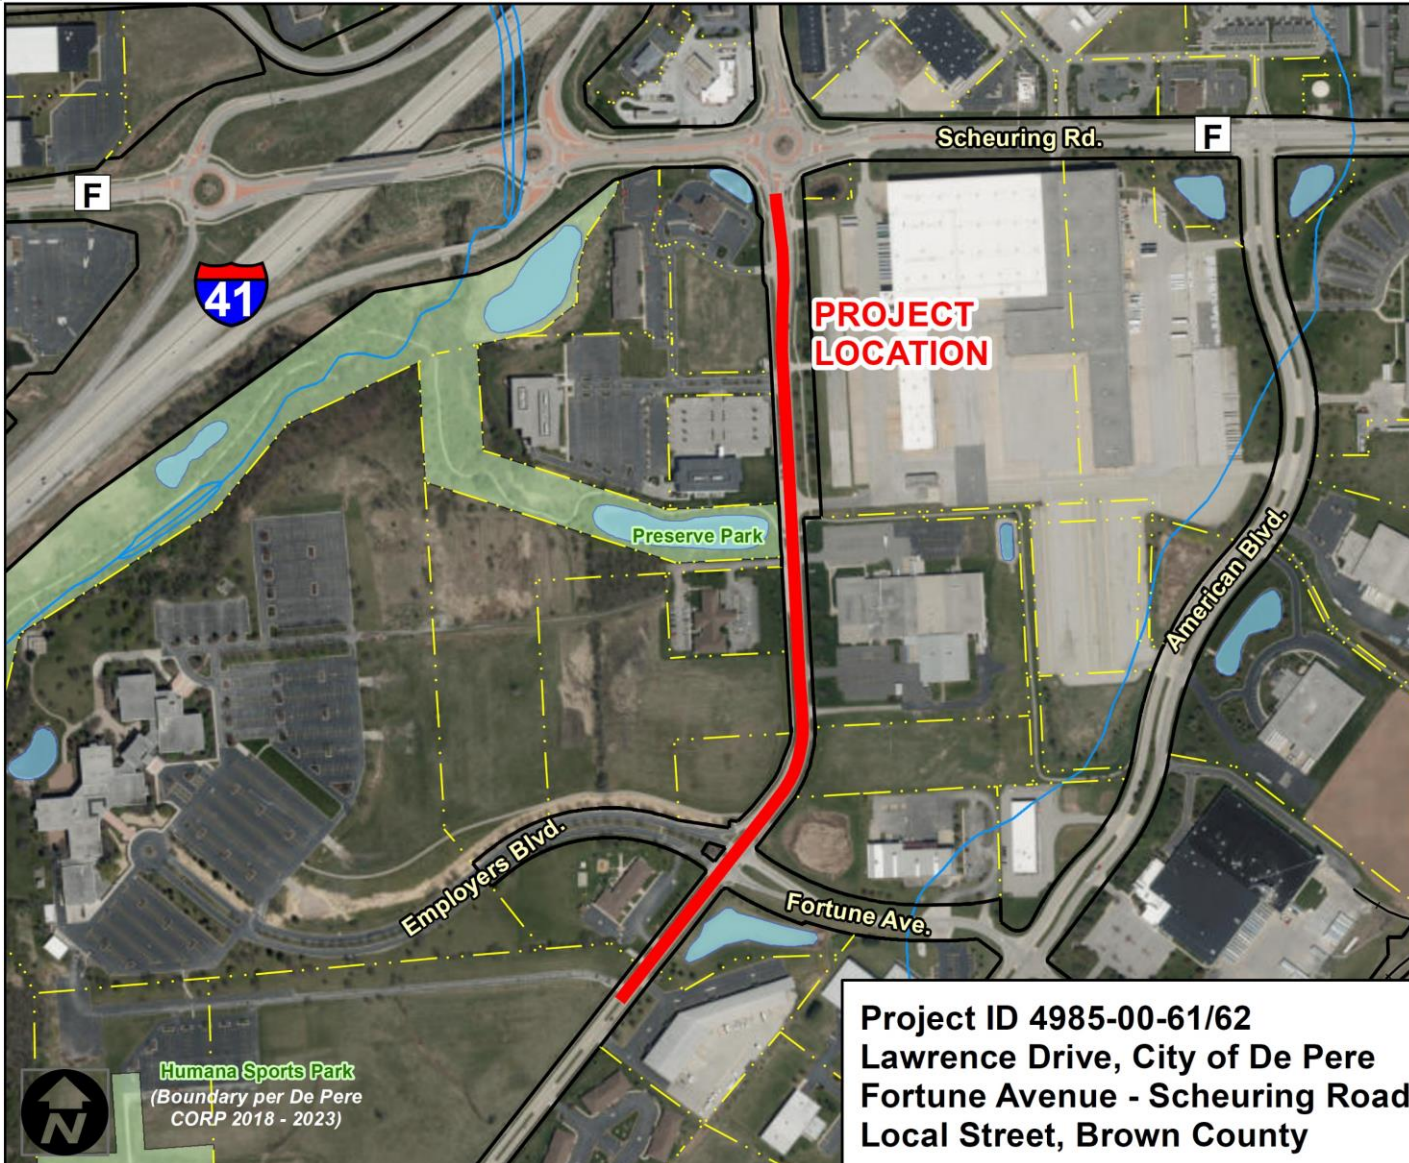 Scheuring Rd.
F
F
41
PROJECT
LOCATION
Preserve Park
American Blvd.
Employers Blvd.
Fortune Ave.
Humana Sports Park
(Boundary per De Pere
CORP 2018 - 2023)
N
Project ID 4985-00-61/62
Lawrence Drive, City of De Pere
Fortune Avenue - Scheuring Road
Local Street, Brown County